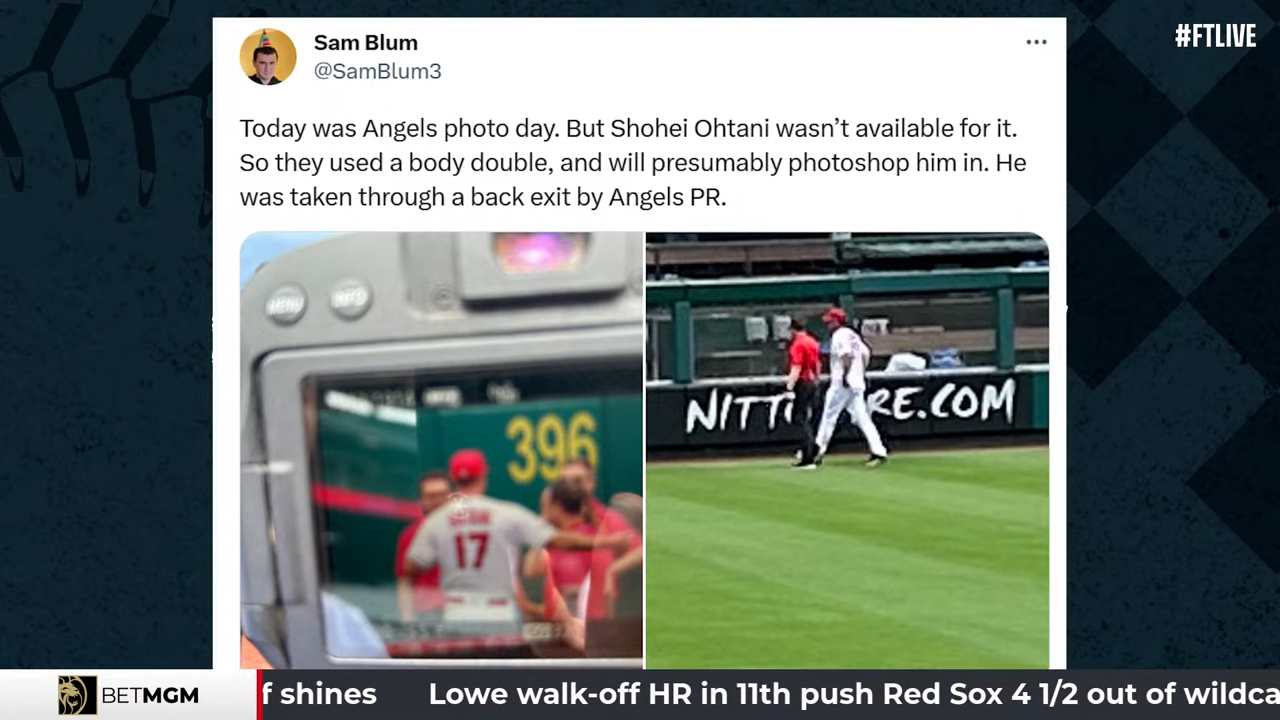 #FTLIVE
Sam Blum
@SamBlum3
Today was Angels photo day. But Shohei Ohtani wasn’t available for it.
So they used a body double, and will presumably photoshop him in. He
was taken through a back exit by Angels PR.
MENU INFO
396
17
NITTI RE.COM
BETMGM
f shines Lowe walk-off HR in 11th push Red Sox 4 1/2 out of wildca